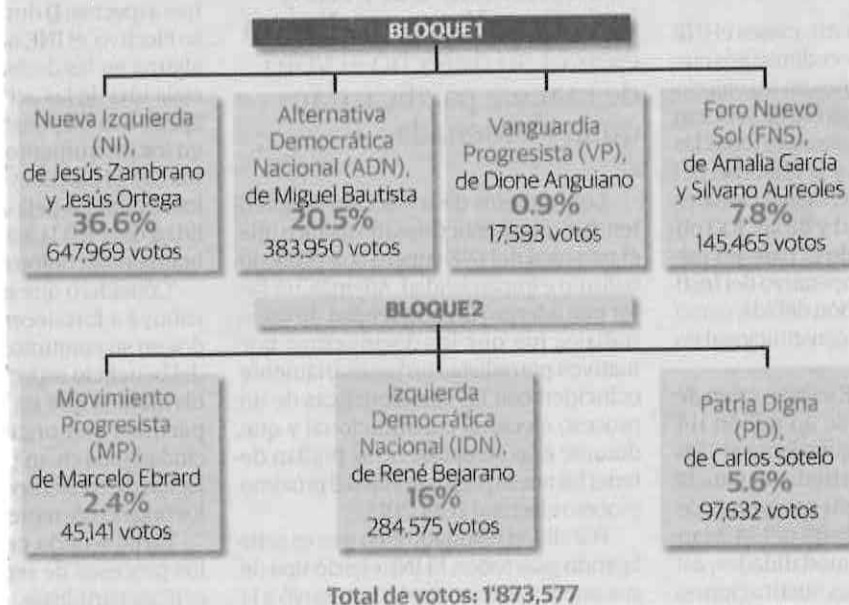 BLOQUE1
Nueva Izquierda
(NI),
de Jesús Zambrano
y Jesús Ortega
36.6%
647,969 votos
Alternativa
Democrática
Nacional (ADN),
de Miguel Bautista
20.5%
383,950 votos
Vanguardia
Progresista (VP),
de Dione Anguiano
0.9%
17,593 votos
Foro Nuevo
Sol (FNS),
de Amalia García
y Silvano Aureoles
7.8%
145,465 votos
BLOQUE2
Movimiento
Progresista
(MP),
de Marcelo Ebrard
2.4%
45,141 votos
Izquierda
Democrática
Nacional (IDN),
de René Bejarano
16%
284,575 votos
Patria Digna
(PD),
de Carlos Sotelo
5.6%
97,632 votos
Total de votos: 1'873,577